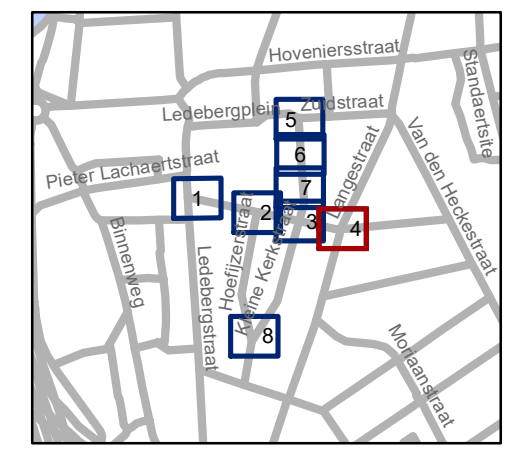 Hoveniersstraat
Standaertsite
Ledebergplein
Zuidstraat
5
6
Van den Heckestraat
Langestraat
Pieter Lachaertstraat
7
1
2
3
4
Binnenweg
Hoefijzerstraat
Kleine Kerkstraat
Ledebergstraat
8
Moriaanstraat